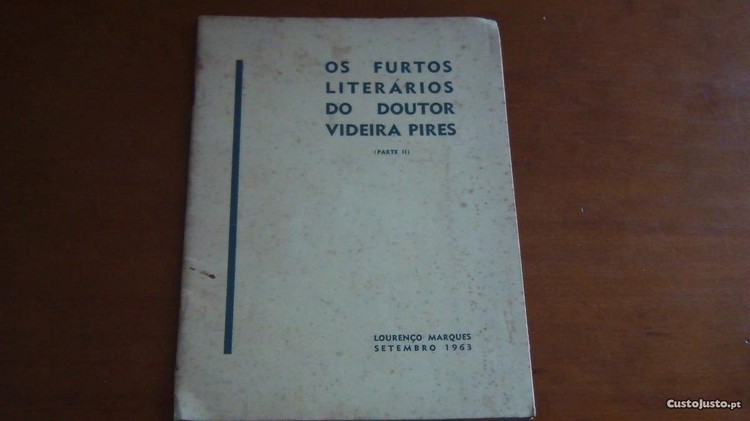 OS FURTOS
LITERÁRIOS
DO DOUTOR
VIDEIRA PIRES
(PARTE II)
LOURENÇO MARQUES
SETEMBRO 1963
CustoJusto.pt